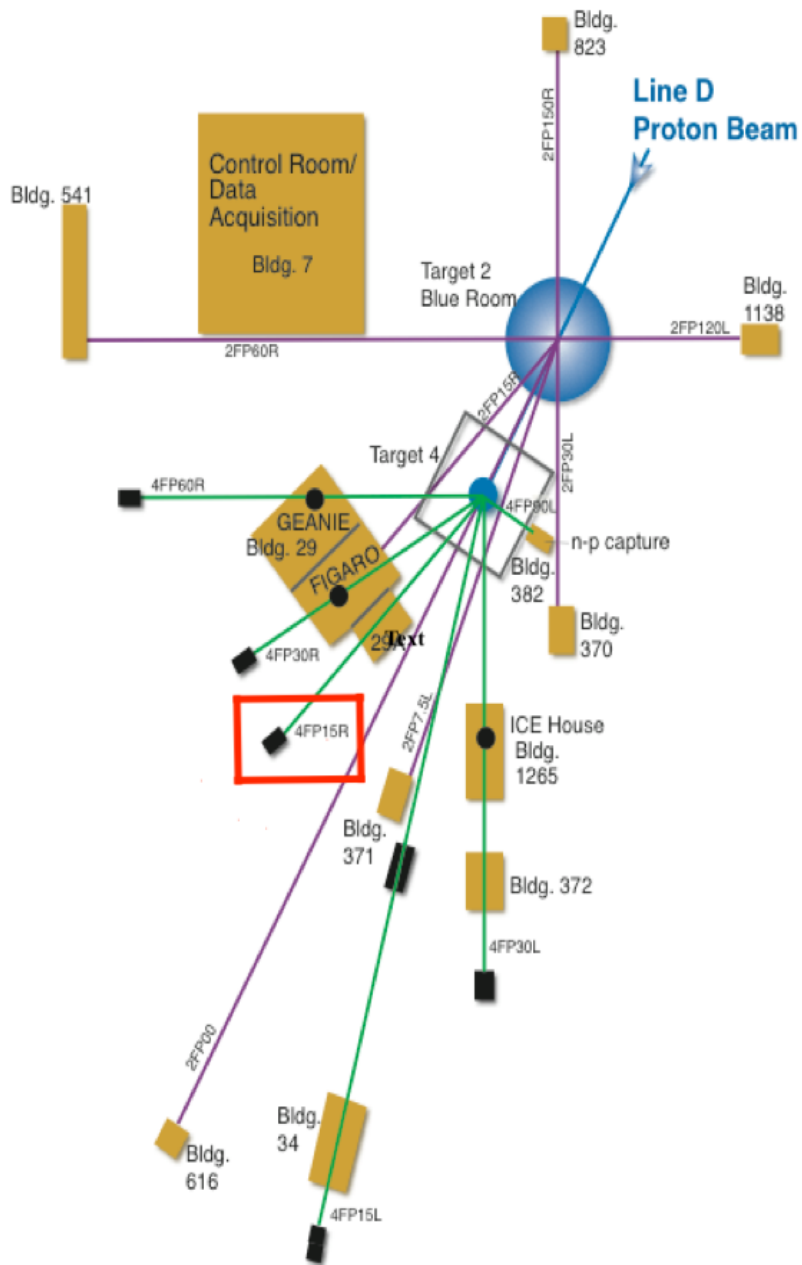 Bldg.
823
Line D
Proton Beam
2FP150R
Control Room/
Data
Acquisition
Bldg. 7
Bldg. 541
Target 2
Blue Room
Bldg.
1138
2FP120L
2FP60R
2FP15R
Target 4
2FP30L
4FP60R
4FP90L
GEANIE
Bldg. 29
n-p capture
FIGARO
Bldg.
382
Text
Bldg.
370
4FP30R
4FP15R
2FP7.5L
ICE House
Bldg.
1265
Bldg.
371
Bldg. 372
4FP30L
2FP00
Bldg.
34
Bldg.
616
4FP15L